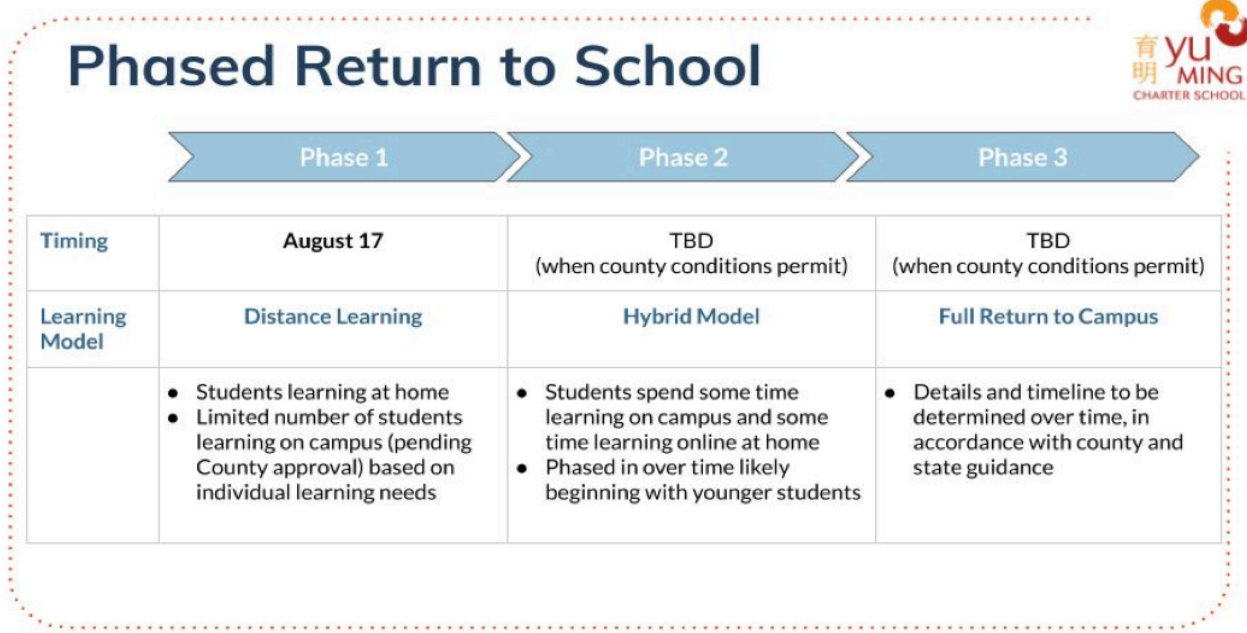 Phased Return to School
育明 yu MING
CHARTER SCHOOL
Phase 1
Phase 2
Phase 3
Timing
August 17
TBD
(when county conditions permit)
TBD
(when county conditions permit)
Learning
Model
Distance Learning
Hybrid Model
Full Return to Campus
● Students learning at home
● Limited number of students
learning on campus (pending
County approval) based on
individual learning needs
● Students spend some time
learning on campus and some
time learning online at home
● Phased in over time likely
beginning with younger students
● Details and timeline to be
determined over time, in
accordance with county and
state guidance